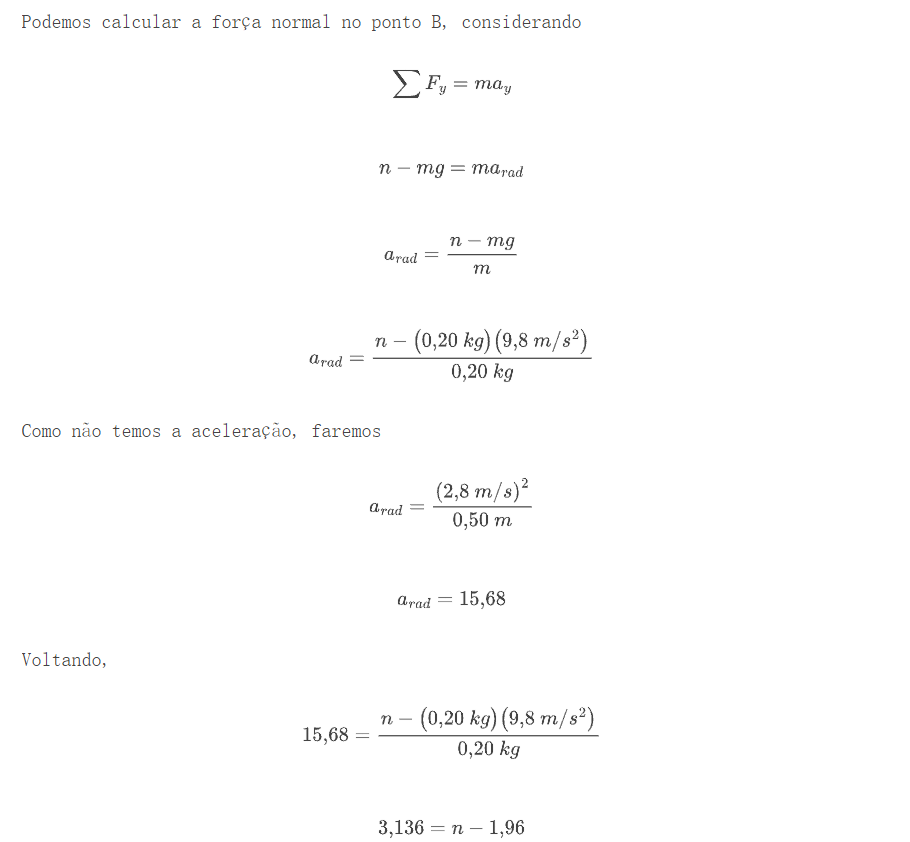 Podemos calcular a força normal no ponto B, considerando
∑ F_y = ma_y
n − mg = ma_{rad}
a_{rad} = \frac{n − mg}{m}
a_{rad} = \frac{n − (0,20 kg)(9,8 m/s²)}{0,20 kg}
Como não temos a aceleração, faremos
a_{rad} = \frac{(2,8 m/s)²}{0,50 m}
a_{rad} = 15,68
Voltando,
15,68 = \frac{n − (0,20 kg)(9,8 m/s²)}{0,20 kg}
3,136 = n − 1,96